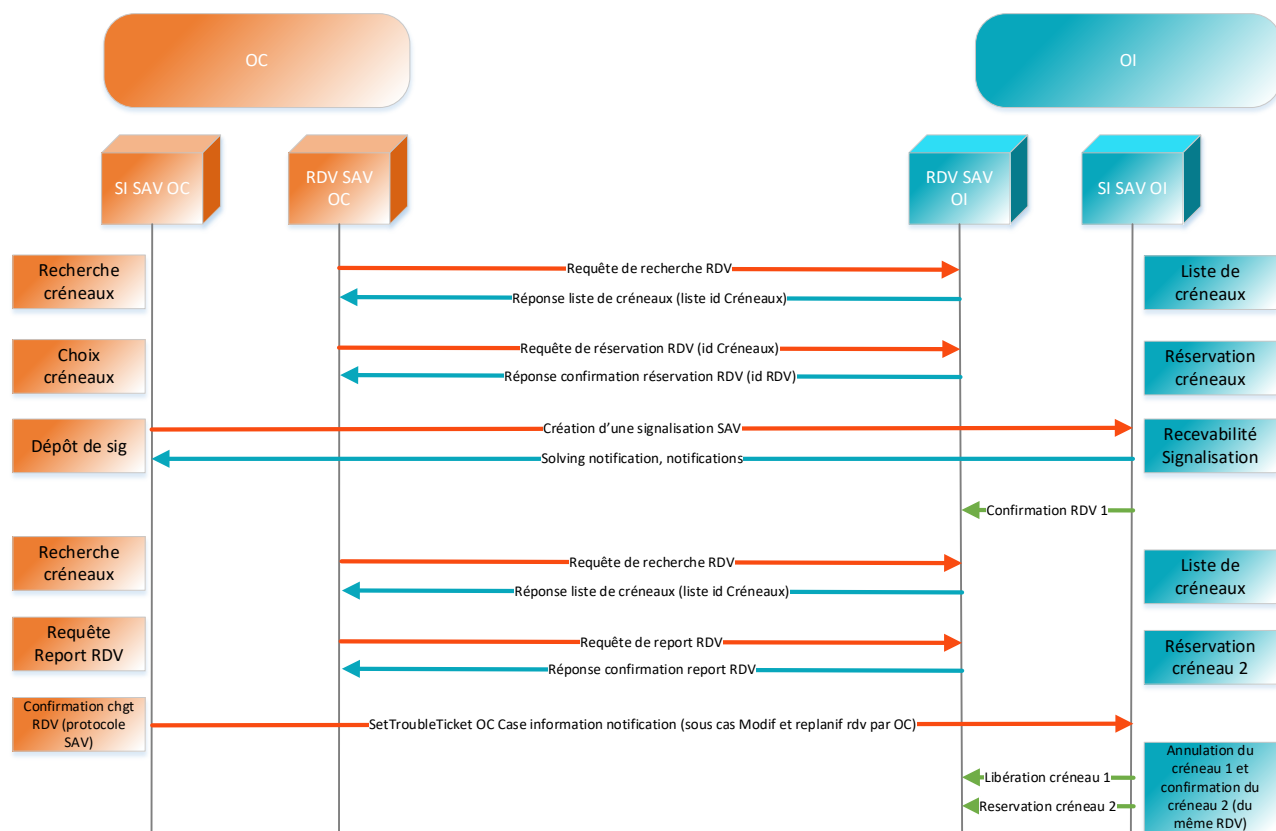 OC
OI
SI SAV OC
RDV SAV
OC
RDV SAV
OI
SI SAV OI
Recherche
créneaux
Requête de recherche RDV
Réponse liste de créneaux (liste id Créneaux)
Liste de
créneaux
Choix
créneaux
Requête de réservation RDV (id Créneaux)
Réponse confirmation réservation RDV (id RDV)
Réservation
créneaux
Dépôt de sig
Création d’une signalisation SAV
Solving notification, notifications
Recevabilité
Signalisation
Confirmation RDV 1
Recherche
créneaux
Requête de recherche RDV
Réponse liste de créneaux (liste id Créneaux)
Liste de
créneaux
Requête
Report RDV
Requête de report RDV
Réponse confirmation report RDV
Réservation
créneau 2
Confirmation chgt
RDV (protocole
SAV)
SetTroubleTicket OC Case information notification (sous cas Modif et replanif rdv par OC)
Libération créneau 1
Reservation créneau 2
Annulation du
créneau 1 et
confirmation du
créneau 2 (du
même RDV)